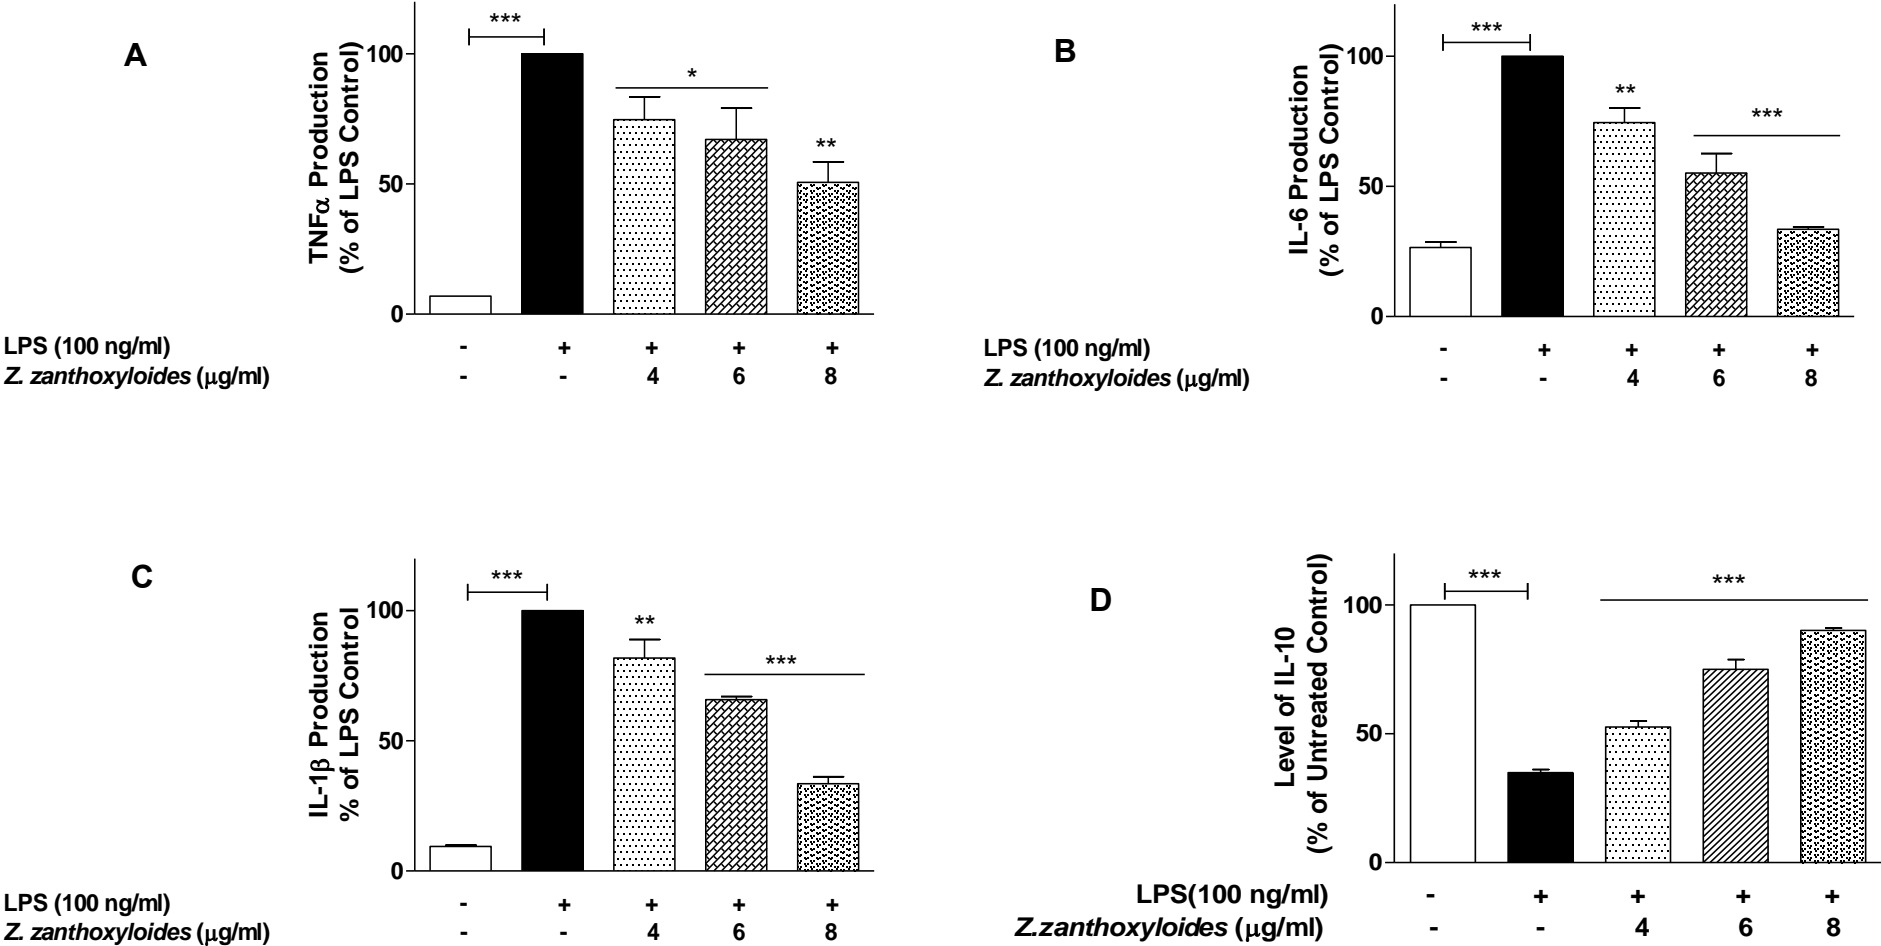 A
TNFα Production
(% of LPS Control)
100
50
0
***
*
**
LPS (100 ng/ml) - + + + +
Z. zanthoxyloides (μg/ml) - - 4 6 8
B
IL-6 Production
(% of LPS Control)
100
50
0
***
**
***
LPS (100 ng/ml) - + + + +
Z. zanthoxyloides (μg/ml) - - 4 6 8
C
IL-1β Production
% of LPS Control
100
50
0
***
**
***
LPS (100 ng/ml) - + + + +
Z. zanthoxyloides (μg/ml) - - 4 6 8
D
Level of IL-10
(% of Untreated Control)
100
50
0
***
***
LPS(100 ng/ml) - + + + +
Z.zanthoxyloides (μg/ml) - - 4 6 8